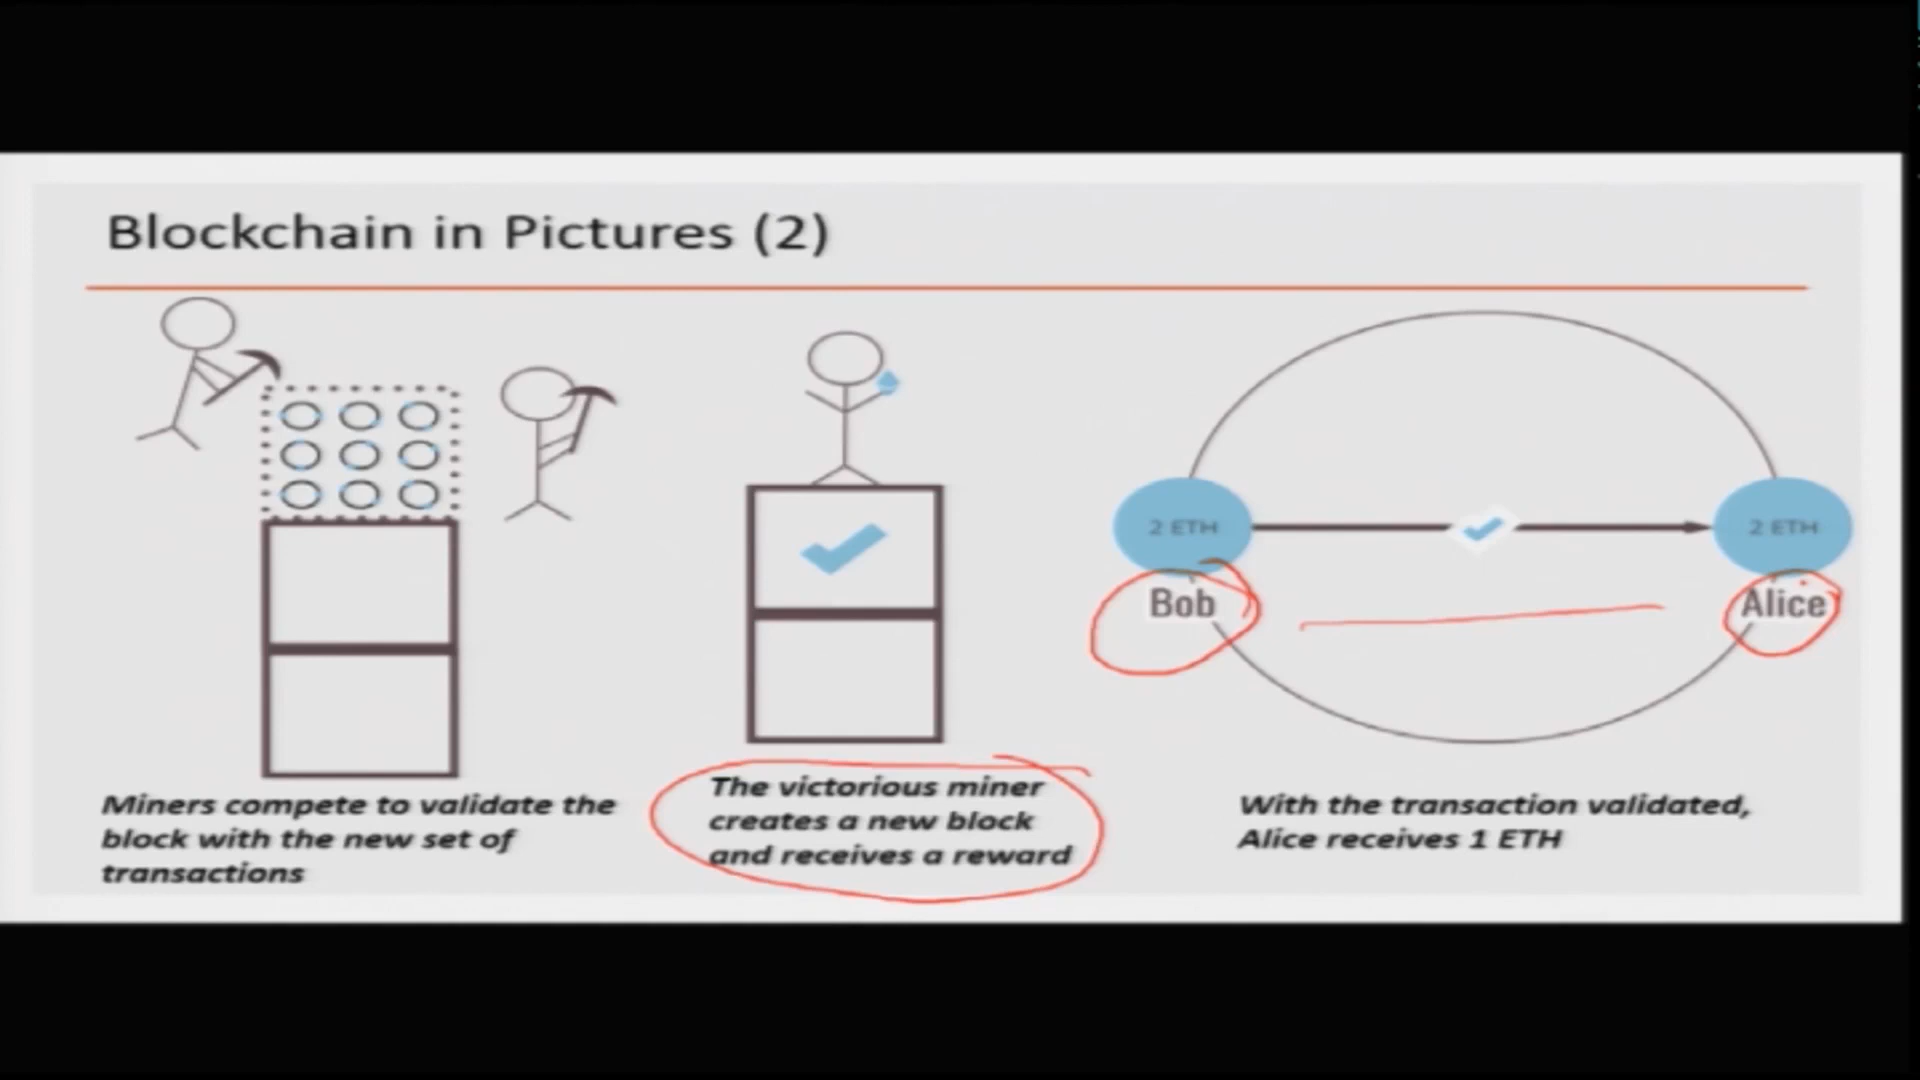 Blockchain in Pictures (2)
2 ETH
2 ETH
Bob
Alice
Miners compete to validate the
block with the new set of
transactions
The victorious miner
creates a new block
and receives a reward
With the transaction validated,
Alice receives 1 ETH